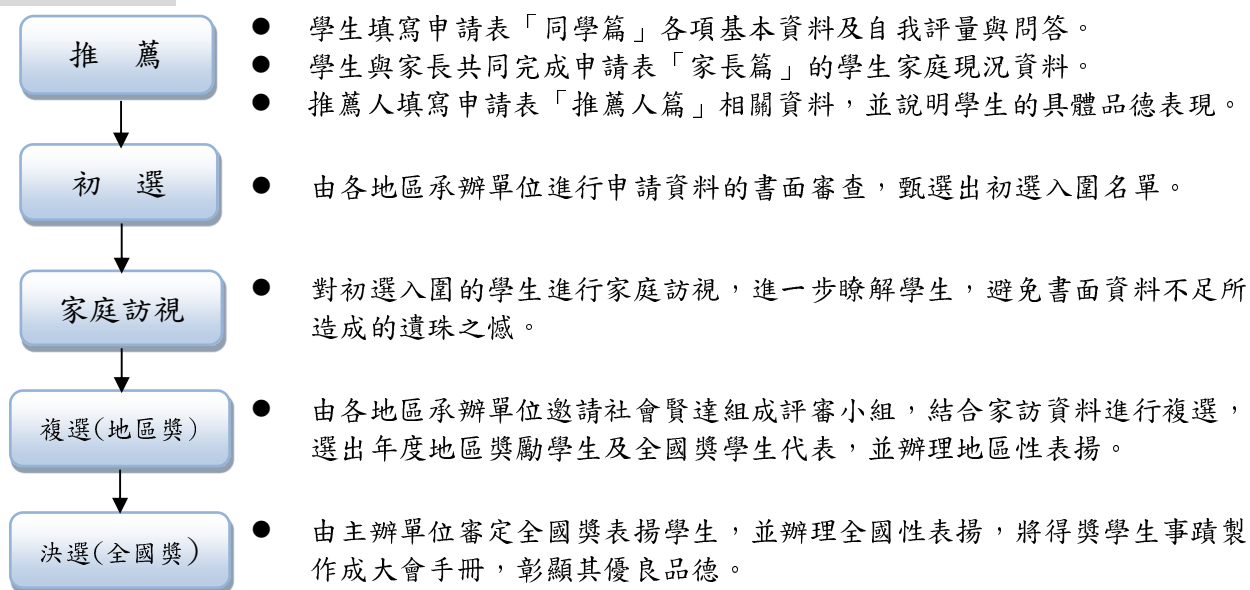 推 薦
● 學生填寫申請表「同學篇」各項基本資料及自我評量與問答。
● 學生與家長共同完成申請表「家長篇」的學生家庭現況資料。
● 推薦人填寫申請表「推薦人篇」相關資料，並說明學生的具體品德表現。
初 選
● 由各地區承辦單位進行申請資料的書面審查，甄選出初選入圍名單。
家庭訪視
● 對初選入圍的學生進行家庭訪視，進一步瞭解學生，避免書面資料不足所
造成的遺珠之憾。
複選(地區獎)
● 由各地區承辦單位邀請社會賢達組成評審小組，結合家訪資料進行複選，
選出年度地區獎勵學生及全國獎學生代表，並辦理地區性表揚。
決選(全國獎)
● 由主辦單位審定全國獎表揚學生，並辦理全國性表揚，將得獎學生事蹟製
作成大會手冊，彰顯其優良品德。